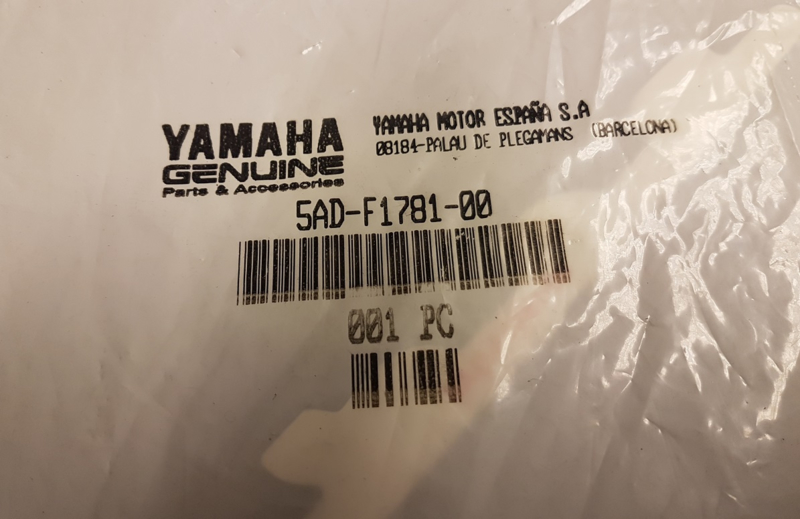 YAMAHA
GENUINE
Parts & Accessories
YAMAHA MOTOR ESPAÑA S.A
08184-PALAU DE PLEGAMANS (BARCELONA)
5AD-F1781-00
001 PC